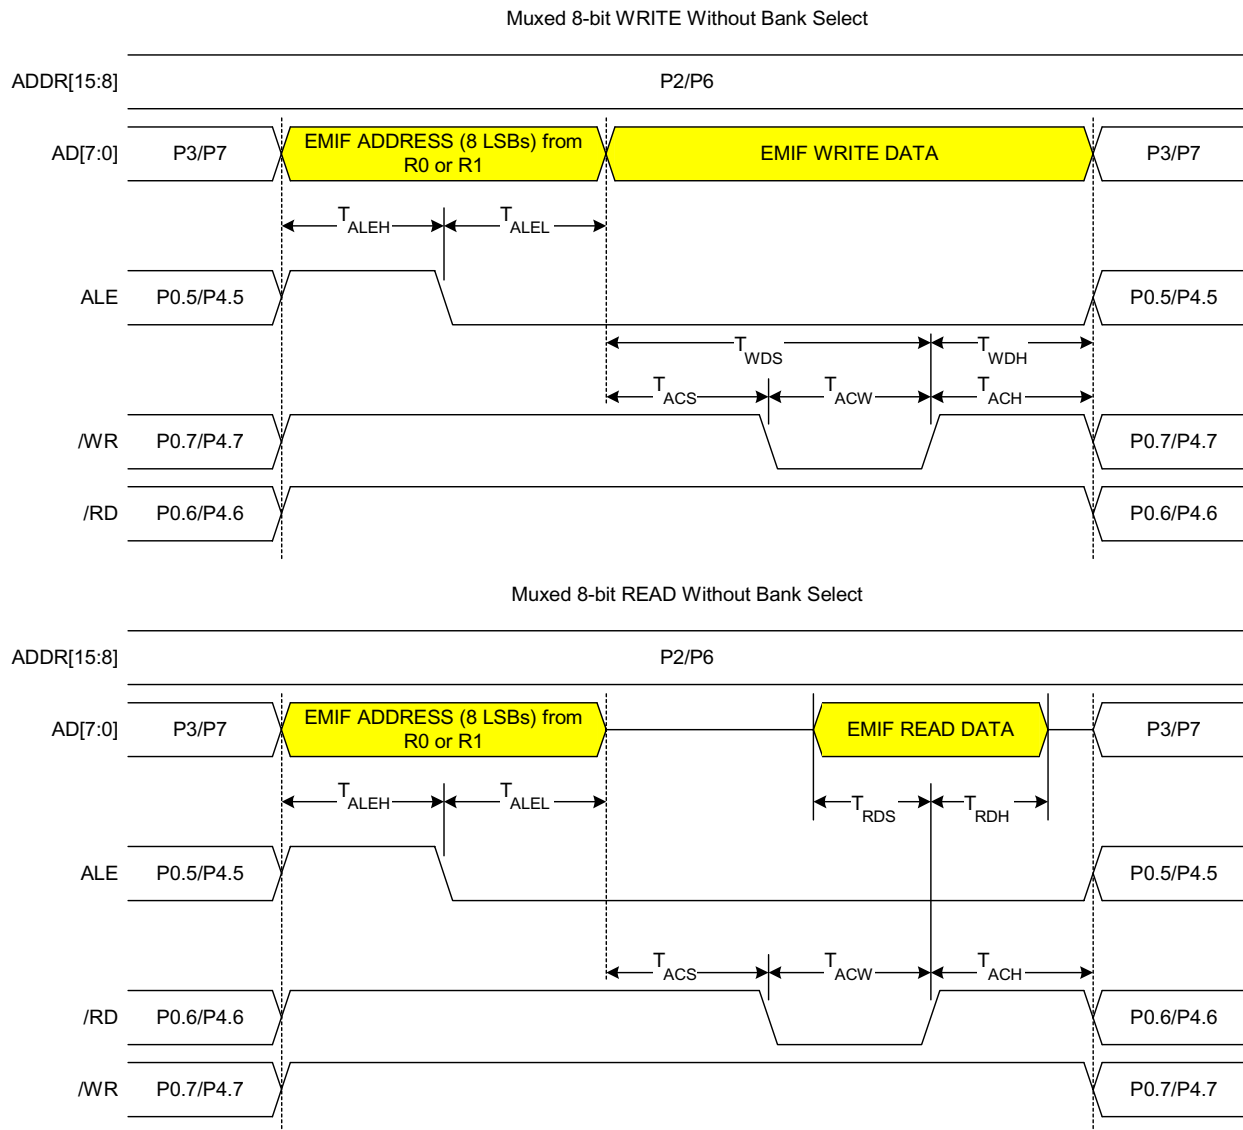 Muxed 8-bit WRITE Without Bank Select
ADDR[15:8] P2/P6
AD[7:0] P3/P7 EMIF ADDRESS (8 LSBs) from R0 or R1 EMIF WRITE DATA P3/P7
TALEH TALEL
ALE P0.5/P4.5 P0.5/P4.5
TWDS TWDH
TACS TACW TACH
/WR P0.7/P4.7 P0.7/P4.7
/RD P0.6/P4.6 P0.6/P4.6
Muxed 8-bit READ Without Bank Select
ADDR[15:8] P2/P6
AD[7:0] P3/P7 EMIF ADDRESS (8 LSBs) from R0 or R1 EMIF READ DATA P3/P7
TALEH TALEL TRDS TRDH
ALE P0.5/P4.5 P0.5/P4.5
TACS TACW TACH
/RD P0.6/P4.6 P0.6/P4.6
/WR P0.7/P4.7 P0.7/P4.7